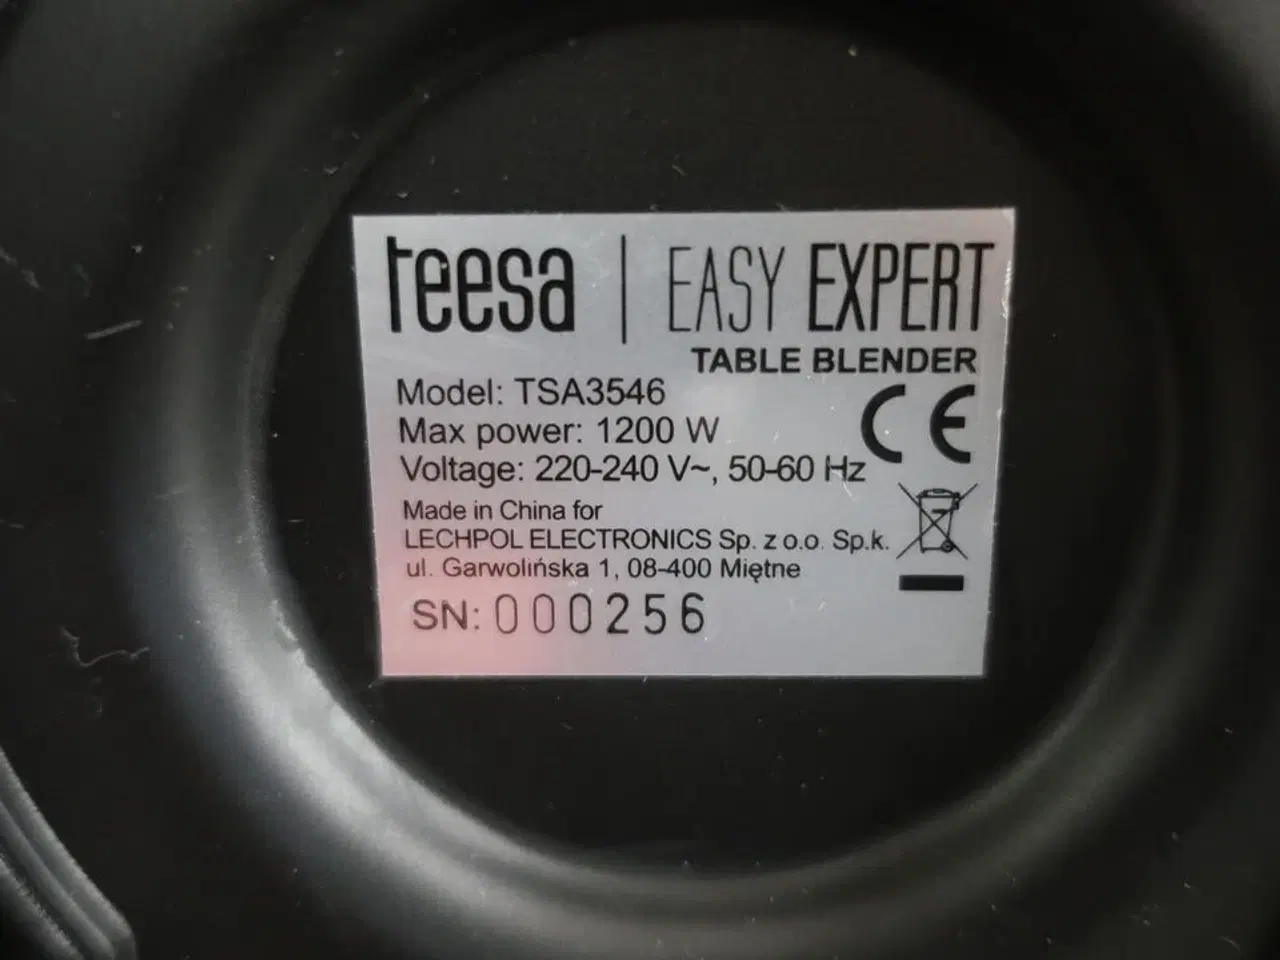 teesa | EASY EXPERT
TABLE BLENDER
Model: TSA3546
Max power: 1200 W
Voltage: 220-240 V~, 50-60 Hz
CE
Made in China for
LECHPOL ELECTRONICS Sp. z o.o. Sp.k.
ul. Garwolińska 1, 08-400 Miętne
SN: 000256